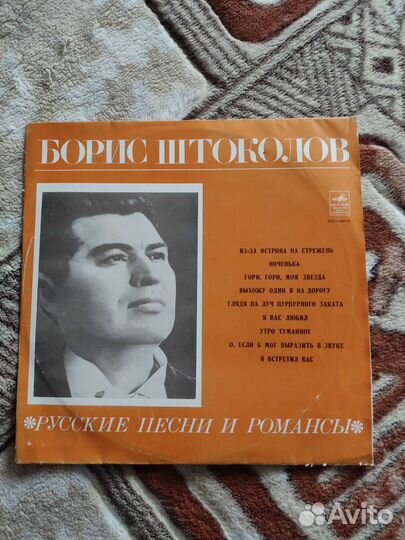 БОРИС ШТОКОЛОВ
ИЗ-ЗА ОСТРОВА НА СТРЕЖЕНЬ
НОЧЕНЬКА
ГОРИ, ГОРИ, МОЯ ЗВЕЗДА
ВЫХОЖУ ОДИН Я НА ДОРОГУ
ГЛЯДЯ НА ЛУЧ ПУРПУРНОГО ЗАКАТА
Я ВАС ЛЮБИЛ
УТРО ТУМАННОЕ
О, ЕСЛИ Б МОГ ВЫРАЗИТЬ В ЗВУКЕ
Я ВСТРЕТИЛ ВАС
*РУССКИЕ ПЕСНИ И РОМАНСЫ*
Avito